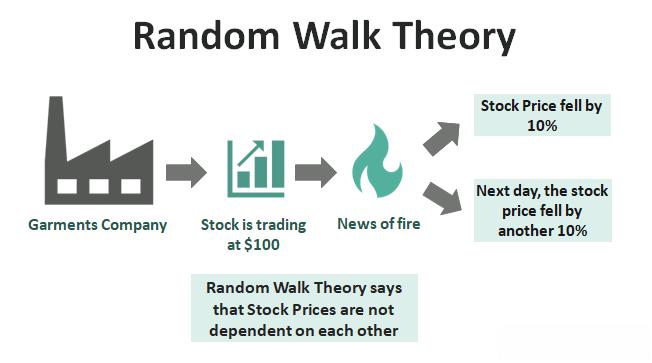 Random Walk Theory
Garments Company
Stock is trading
at $100
News of fire
Stock Price fell by
10%
Next day, the stock
price fell by
another 10%
Random Walk Theory says
that Stock Prices are not
dependent on each other